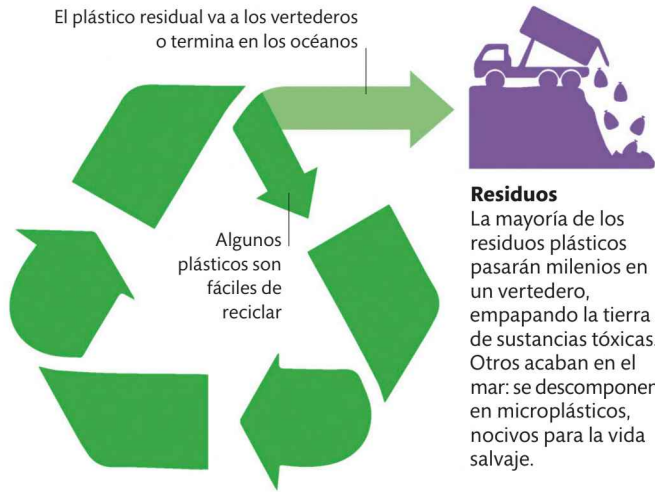 El plástico residual va a los vertederos
o termina en los océanos
Algunos
plásticos son
fáciles de
reciclar
Residuos
La mayoría de los
residuos plásticos
pasarán milenios en
un vertedero,
empapando la tierra
de sustancias tóxicas.
Otros acaban en el
mar: se descomponen
en microplásticos,
nocivos para la vida
salvaje.